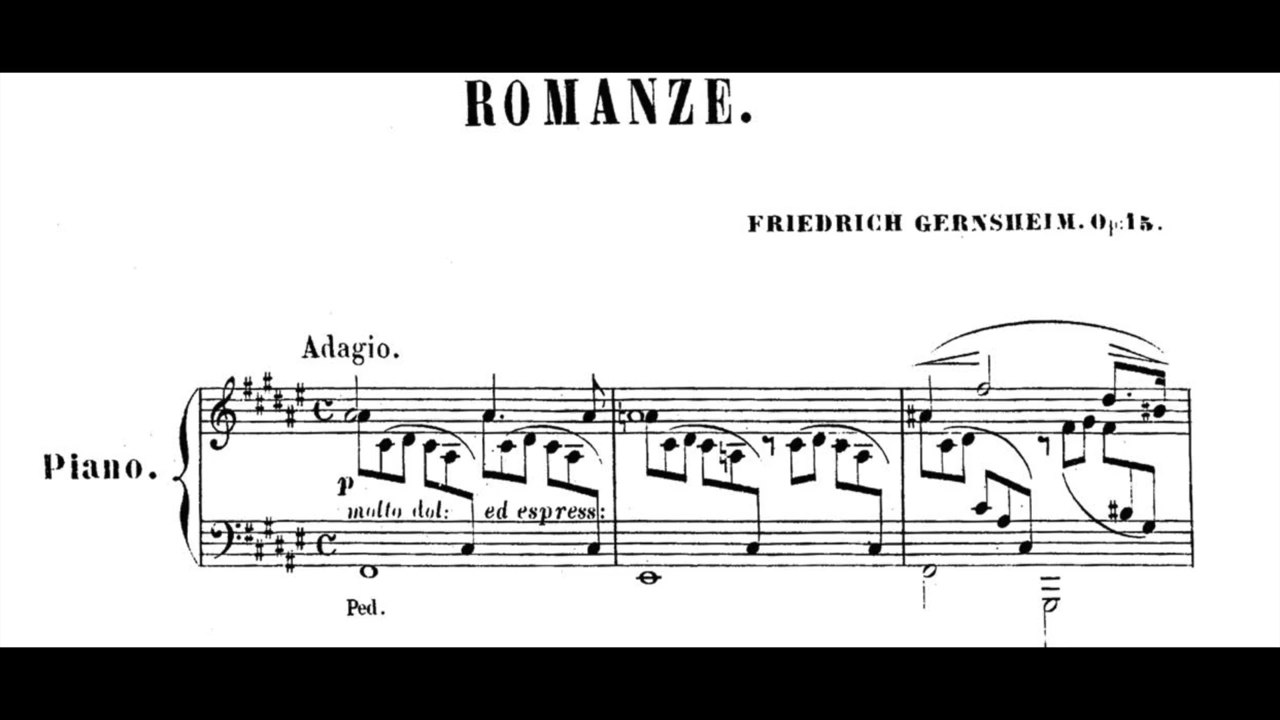 ROMANZE.
FRIEDRICH GERNSHEIM. Op: 15.
Adagio.
Piano.
p
molto dol: ed espress:
Ped.